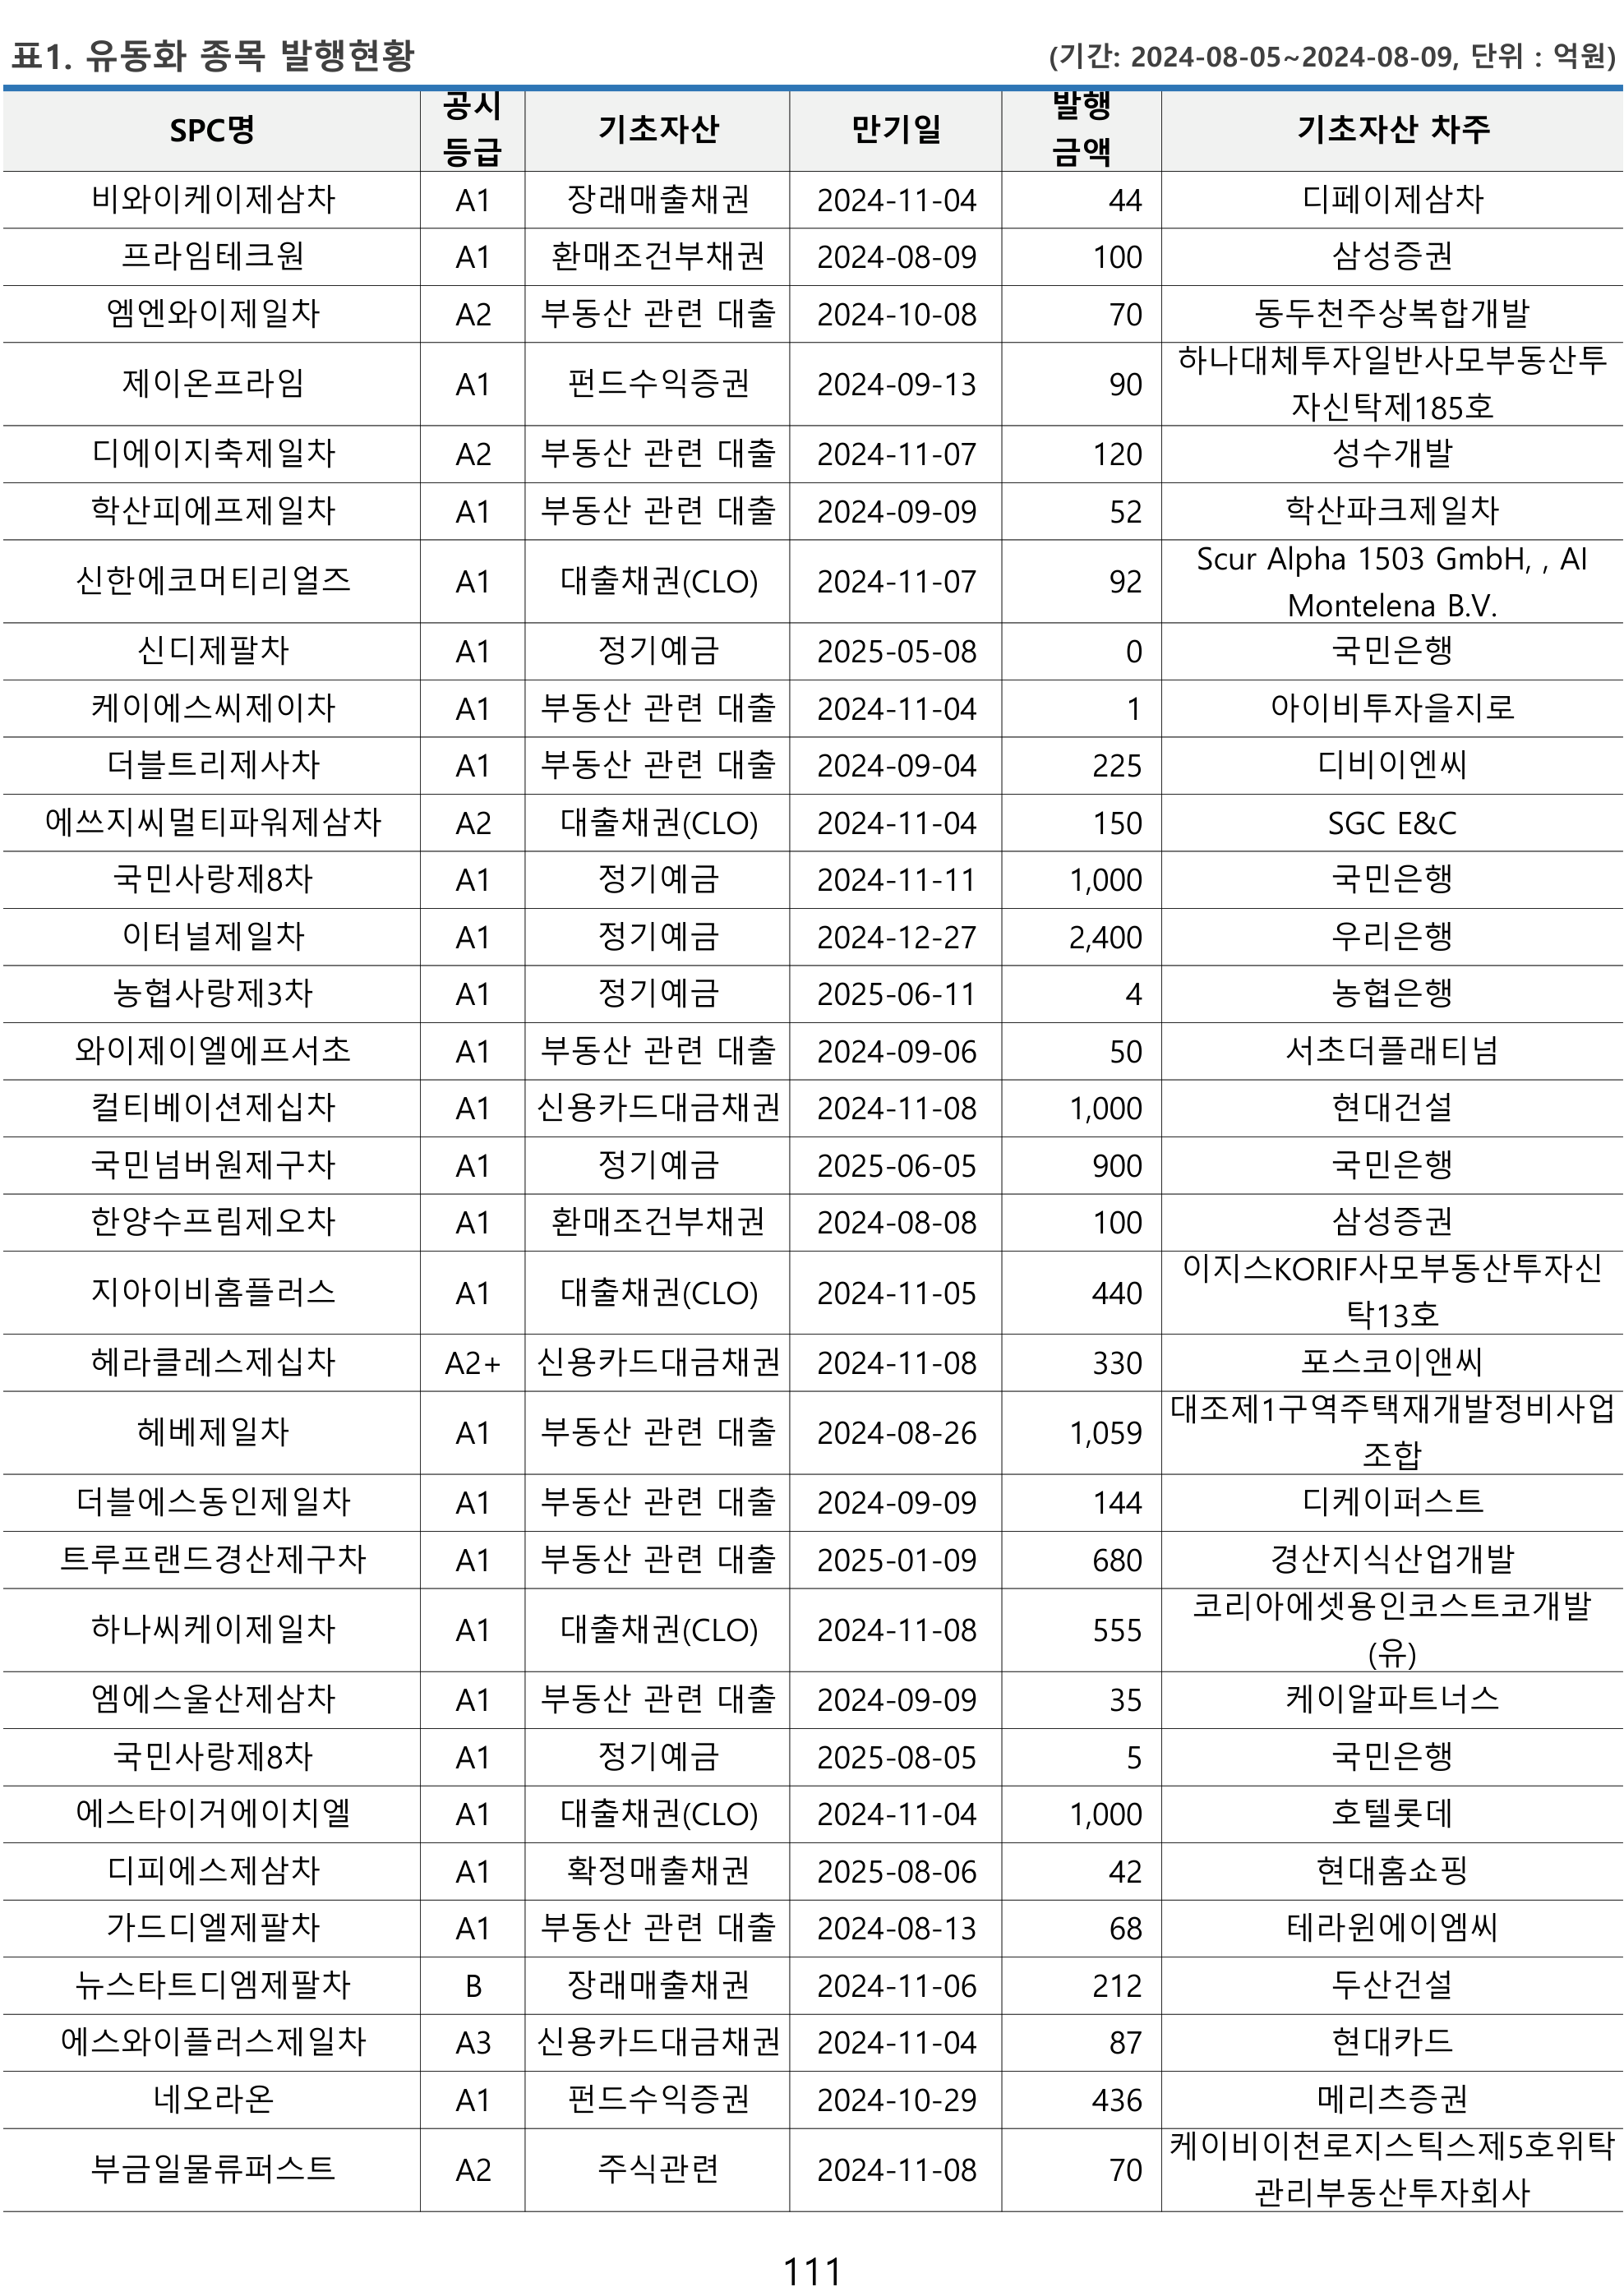 표1. 유동화 종목 발행현황 (기간: 2024-08-05~2024-08-09, 단위 : 억원)
SPC명 공시 등급 기초자산 만기일 발행 금액 기초자산 차주
비와이케이제삼차 A1 장래매출채권 2024-11-04 44 디페이제삼차
프라임테크원 A1 환매조건부채권 2024-08-09 100 삼성증권
엠엔와이제일차 A2 부동산 관련 대출 2024-10-08 70 동두천주상복합개발
제이온프라임 A1 펀드수익증권 2024-09-13 90 하나대체투자일반사모부동산투
자신탁제185호
디에이지축제일차 A2 부동산 관련 대출 2024-11-07 120 성수개발
학산피에프제일차 A1 부동산 관련 대출 2024-09-09 52 학산파크제일차
신한에코머티리얼즈 A1 대출채권(CLO) 2024-11-07 92 Scur Alpha 1503 GmbH, , AI
Montelena B.V.
신디제팔차 A1 정기예금 2025-05-08 0 국민은행
케이에스씨제이차 A1 부동산 관련 대출 2024-11-04 1 아이비투자을지로
더블트리제사차 A1 부동산 관련 대출 2024-09-04 225 디비이엔씨
에쓰지씨멀티파워제삼차 A2 대출채권(CLO) 2024-11-04 150 SGC E&C
국민사랑제8차 A1 정기예금 2024-11-11 1,000 국민은행
이터널제일차 A1 정기예금 2024-12-27 2,400 우리은행
농협사랑제3차 A1 정기예금 2025-06-11 4 농협은행
와이제이엘에프서초 A1 부동산 관련 대출 2024-09-06 50 서초더플래티넘
컬티베이션제십차 A1 신용카드대금채권 2024-11-08 1,000 현대건설
국민넘버원제구차 A1 정기예금 2025-06-05 900 국민은행
한양수프림제오차 A1 환매조건부채권 2024-08-08 100 삼성증권
지아이비홈플러스 A1 대출채권(CLO) 2024-11-05 440 이지스KORIF사모부동산투자신
탁13호
헤라클레스제십차 A2+ 신용카드대금채권 2024-11-08 330 포스코이앤씨
헤베제일차 A1 부동산 관련 대출 2024-08-26 1,059 대조제1구역주택재개발정비사업
조합
더블에스동인제일차 A1 부동산 관련 대출 2024-09-09 144 디케이퍼스트
트루프랜드경산제구차 A1 부동산 관련 대출 2025-01-09 680 경산지식산업개발
하나씨케이제일차 A1 대출채권(CLO) 2024-11-08 555 코리아에셋용인코스트코개발
(유)
엠에스울산제삼차 A1 부동산 관련 대출 2024-09-09 35 케이알파트너스
국민사랑제8차 A1 정기예금 2025-08-05 5 국민은행
에스타이거에이치엘 A1 대출채권(CLO) 2024-11-04 1,000 호텔롯데
디피에스제삼차 A1 확정매출채권 2025-08-06 42 현대홈쇼핑
가드디엘제팔차 A1 부동산 관련 대출 2024-08-13 68 테라윈에이엠씨
뉴스타트디엠제팔차 B 장래매출채권 2024-11-06 212 두산건설
에스와이플러스제일차 A3 신용카드대금채권 2024-11-04 87 현대카드
네오라온 A1 펀드수익증권 2024-10-29 436 메리츠증권
부금일물류퍼스트 A2 주식관련 2024-11-08 70 케이비이천로지스틱스제5호위탁
관리부동산투자회사
111